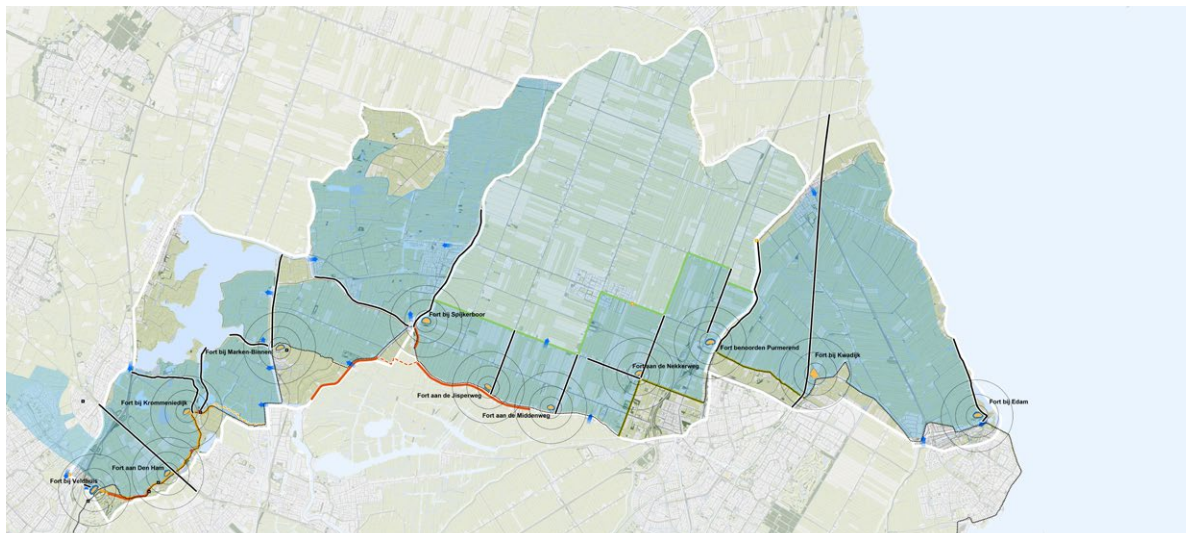 Fort bij Spijkerboor
Fort benoorden Purmerend
Fort bij Marken-Binnen
Fort bij Kwadijk
Fort aan de Nekkerweg
Fort aan de Jisperweg
Fort bij Krommeniedijk
Fort aan de Middenweg
Fort bij Edam
Fort aan Den Ham
Fort bij Veldhuis